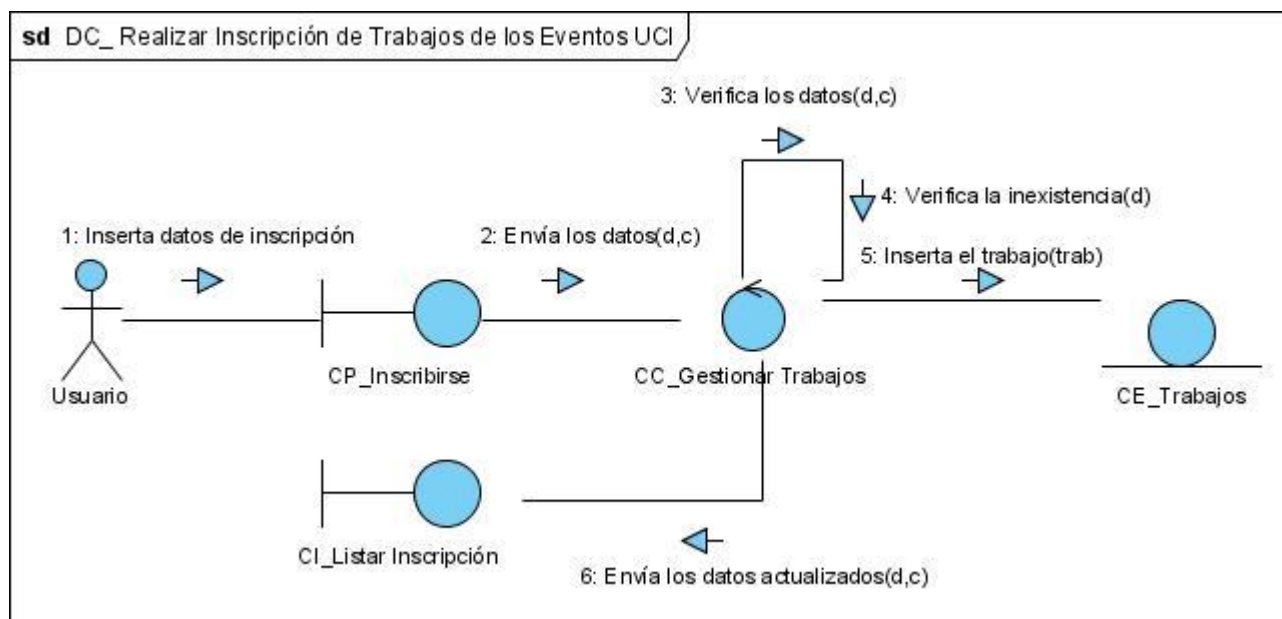 sd DC_ Realizar Inscripción de Trabajos de los Eventos UCI
3: Verifica los datos(d,c)
4: Verifica la inexistencia(d)
1: Inserta datos de inscripción
2: Envía los datos(d,c)
5: Inserta el trabajo(trab)
CP_Inscribirse
CC_Gestionar Trabajos
Usuario
CE_Trabajos
CI_Listar Inscripción
6: Envía los datos actualizados(d,c)